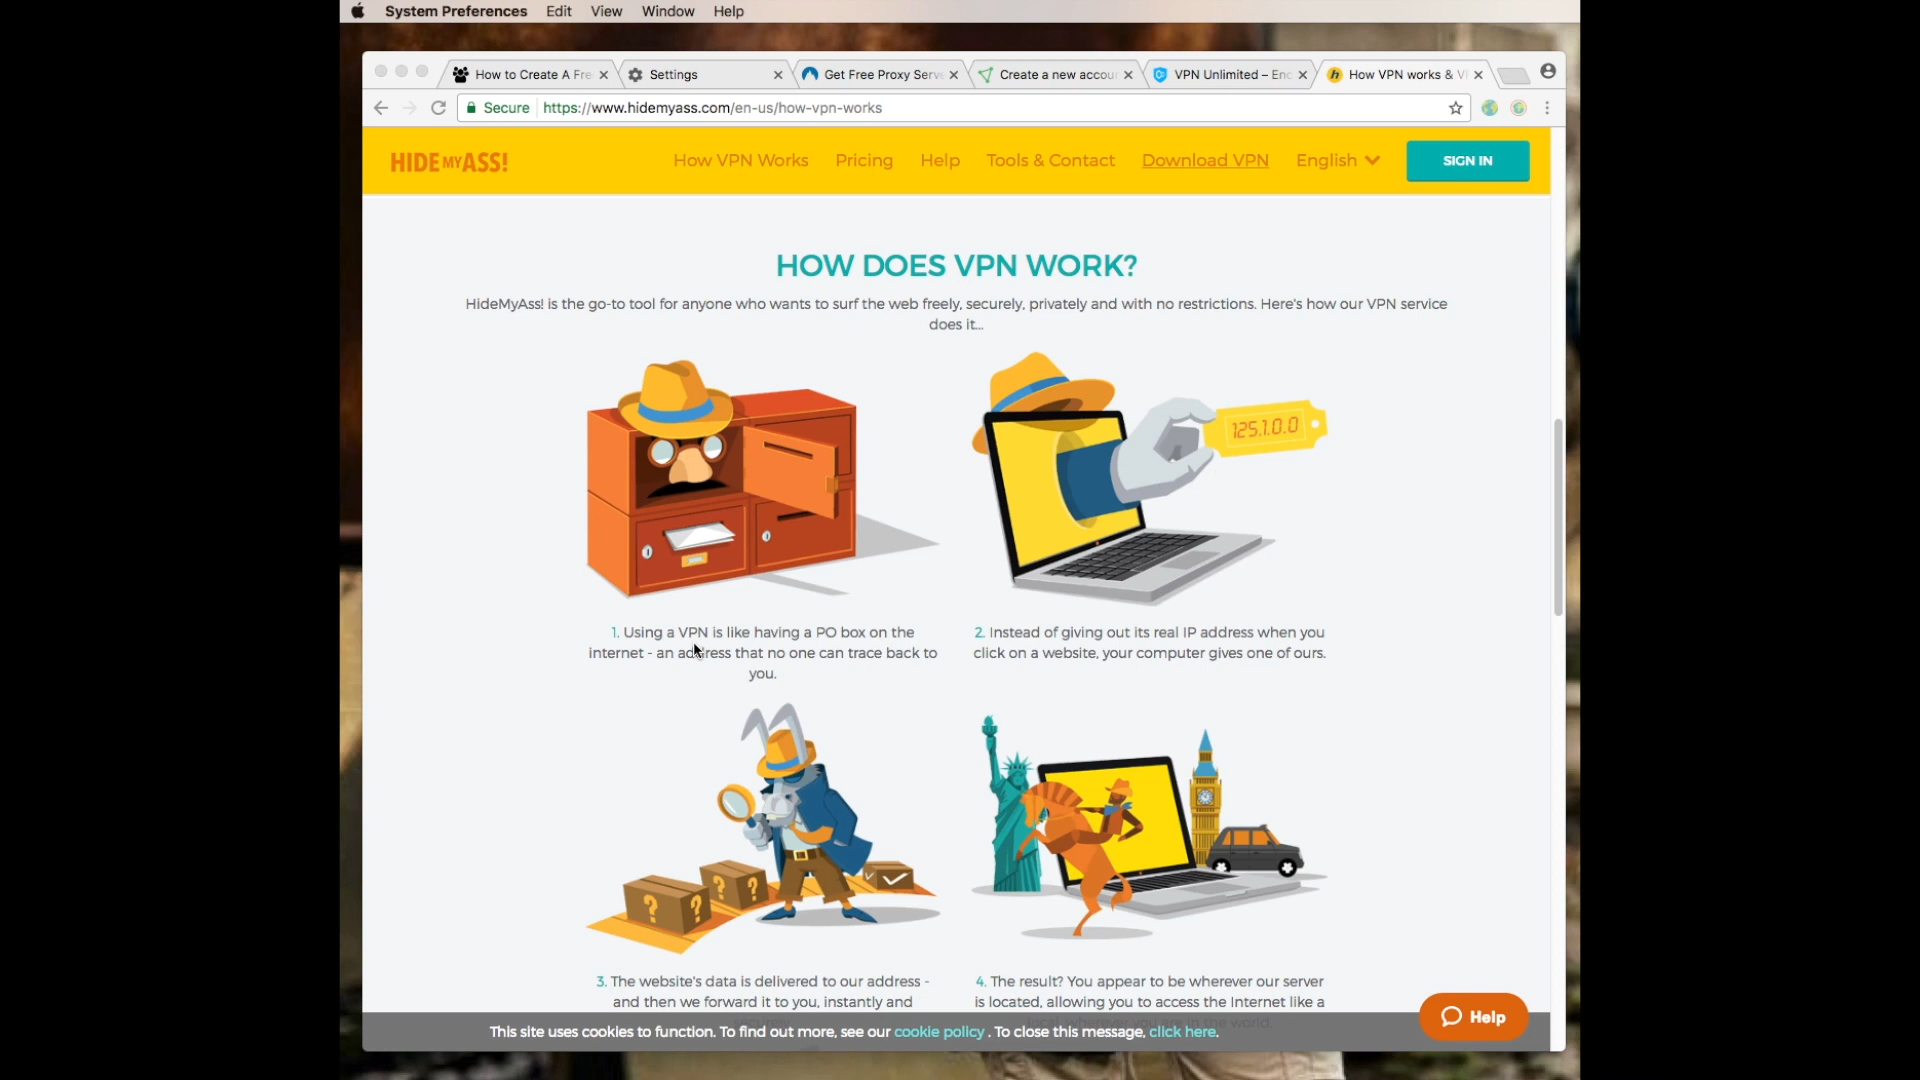 System Preferences Edit View Window Help
How to Create A Fre
Settings
Get Free Proxy Serv
Create a new accou
VPN Unlimited – En
How VPN works & V
Secure https://www.hidemyass.com/en-us/how-vpn-works
HIDE MY ASS!
How VPN Works Pricing Help Tools & Contact Download VPN English SIGN IN
HOW DOES VPN WORK?
HideMyAss! is the go-to tool for anyone who wants to surf the web freely, securely, privately and with no restrictions. Here's how our VPN service
does it...
125.1.0.0
1. Using a VPN is like having a PO box on the
internet - an address that no one can trace back to
you.
2. Instead of giving out its real IP address when you
click on a website, your computer gives one of ours.
? ? ?
3. The website's data is delivered to our address -
and then we forward it to you, instantly and
4. The result? You appear to be wherever our server
is located, allowing you to access the Internet like a
This site uses cookies to function. To find out more, see our cookie policy . To close this message, click here.
Help